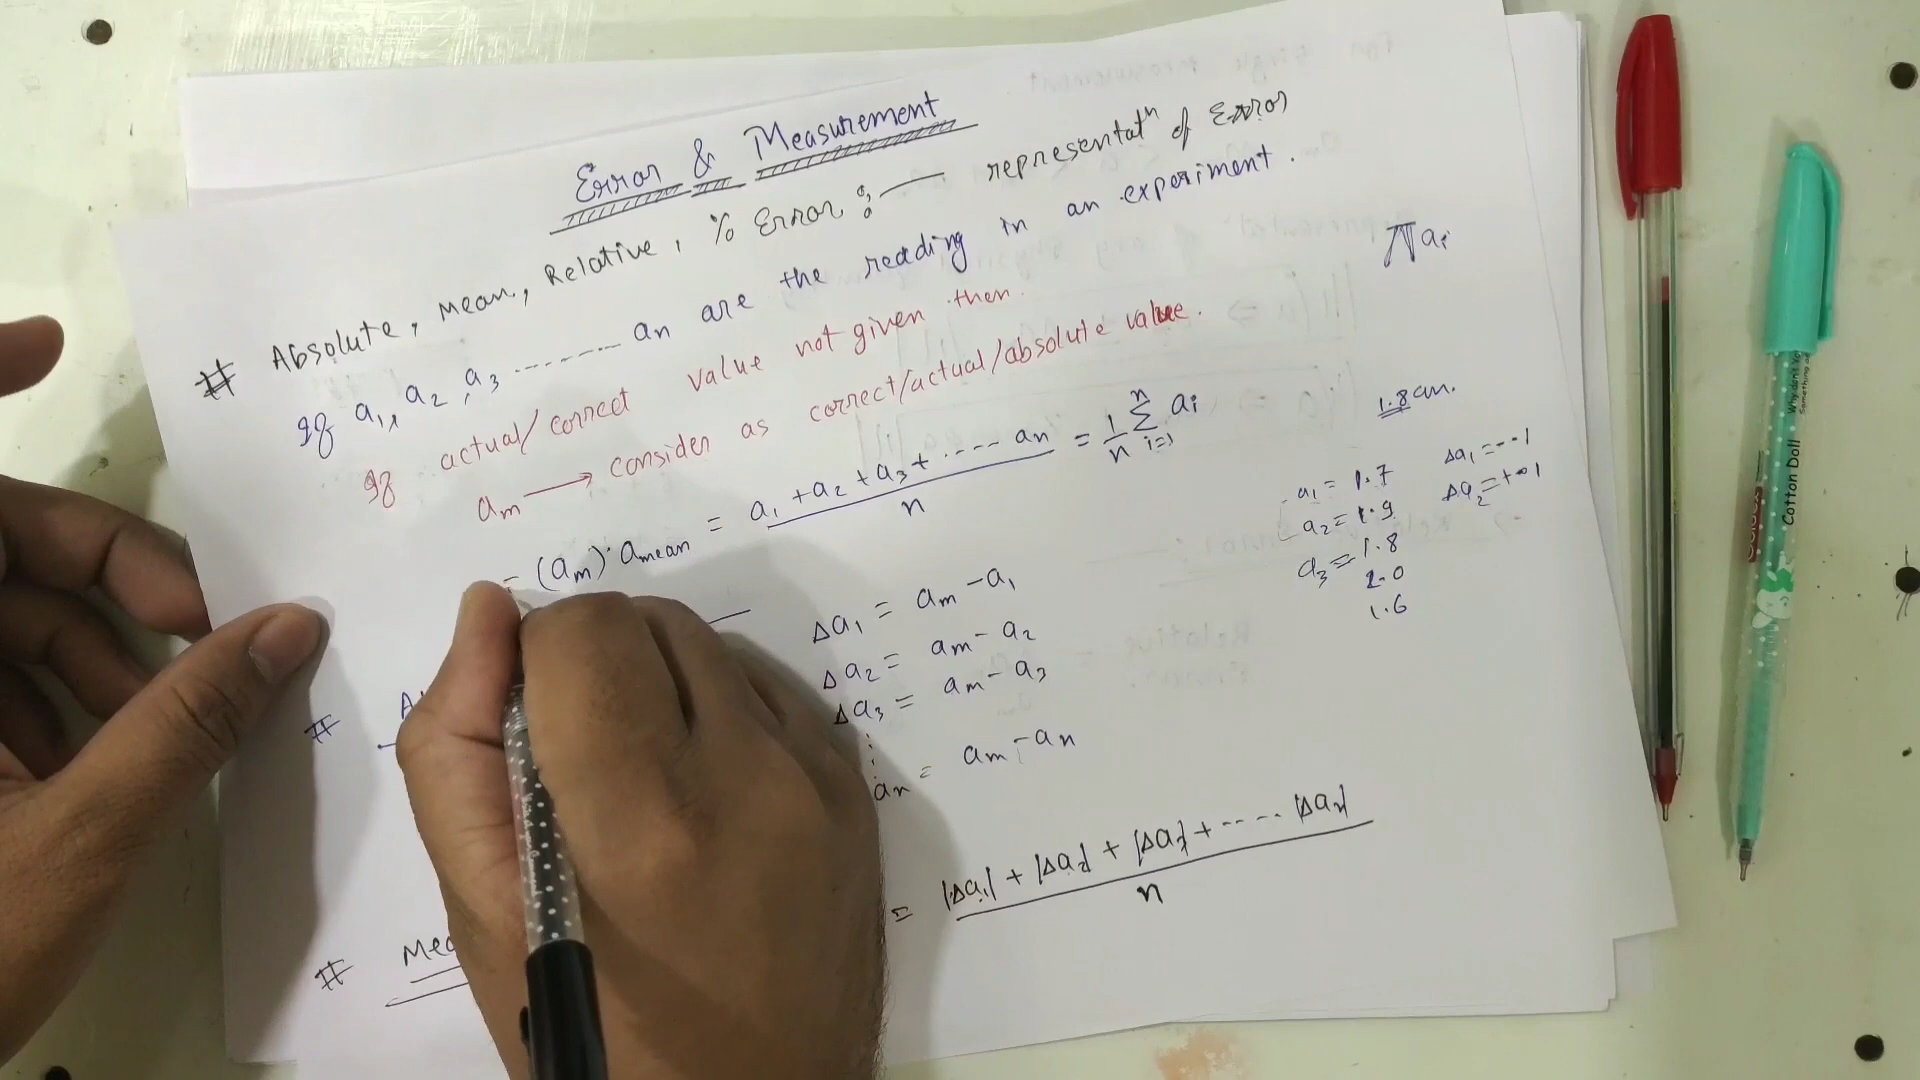 Error & Measurement
# Absolute, Mean, Relative, % Error :— representatⁿ of Error
If a₁, a₂, a₃ -------- an are the reading in an experiment.
If actual/correct value not given then.
am → consider as correct/actual/absolute value.
= (am) amean = a₁ + a₂ + a₃ + ---- an / n = 1/n Σ i=1 n ai
π ai
1.8 cm.
a₁ = 1.7
a₂ = 1.9
a₃ = 1.8
2.0
1.6
Δa₁ = -·1
Δa₂ = +·1
#
Δa₁ = am - a₁
Δa₂ = am - a₂
Δa₃ = am - a₃
an = am - an
#
= |Δa₁| + |Δa₂| + |Δa₃| + ---- |Δan| / n
Cotton Doll